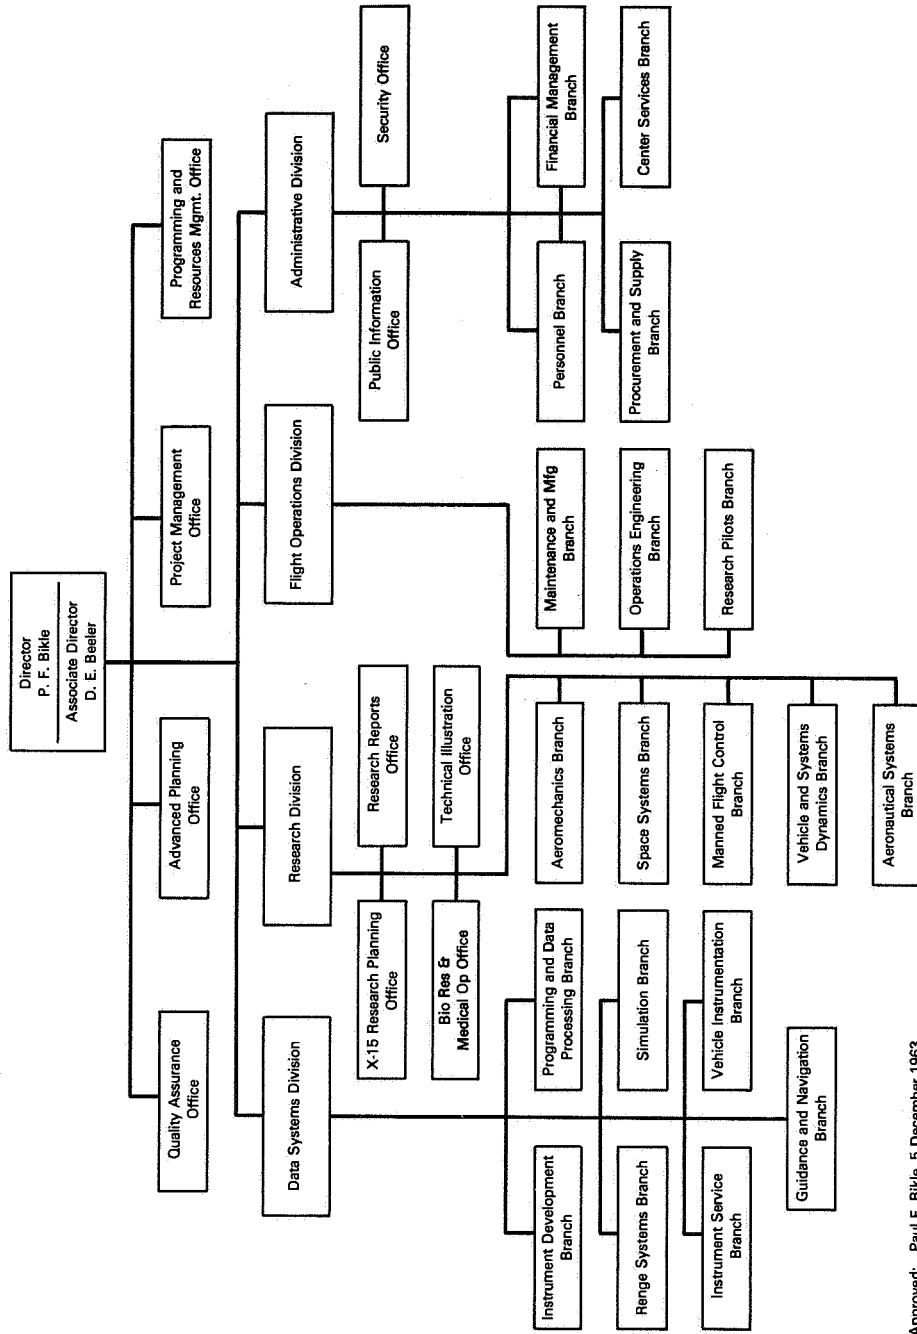 Director
P. F. Bikle
Associate Director
D. E. Beeler
Quality Assurance
Office
Advanced Planning
Office
Project Management
Office
Programming and
Resources Mgmt. Office
Data Systems Division
Research Division
Flight Operations Division
Administrative Division
X-15 Research Planning
Office
Research Reports
Office
Bio Res &
Medical Op Office
Technical Illustration
Office
Public Information
Office
Security Office
Instrument Development
Branch
Programming and Data
Processing Branch
Renge Systems Branch
Simulation Branch
Instrument Service
Branch
Vehicle Instrumentation
Branch
Guidance and Navigation
Branch
Aeromechanics Branch
Space Systems Branch
Manned Flight Control
Branch
Vehicle and Systems
Dynamics Branch
Aeronautical Systems
Branch
Maintenance and Mfg
Branch
Operations Engineering
Branch
Research Pilots Branch
Personnel Branch
Financial Management
Branch
Procurement and Supply
Branch
Center Services Branch
Approved: Paul F. Bikle, 5 December 1963